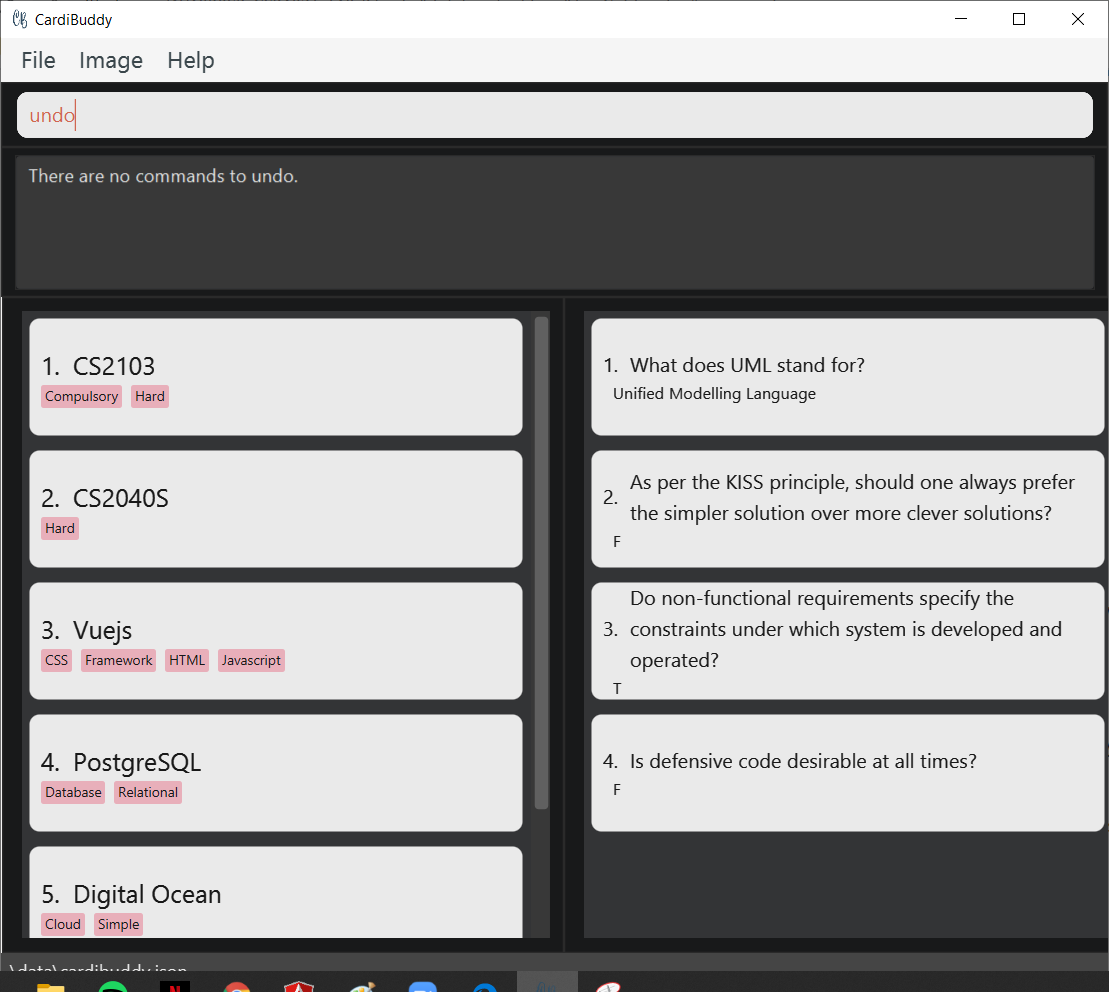 CardiBuddy
File Image Help
undo
There are no commands to undo.
1. CS2103
Compulsory Hard
2. CS2040S
Hard
3. Vuejs
CSS Framework HTML Javascript
4. PostgreSQL
Database Relational
5. Digital Ocean
Cloud Simple
1. What does UML stand for?
Unified Modelling Language
2. As per the KISS principle, should one always prefer
the simpler solution over more clever solutions?
F
Do non-functional requirements specify the
3. constraints under which system is developed and
operated?
T
4. Is defensive code desirable at all times?
F
\data\cardibuddy.json